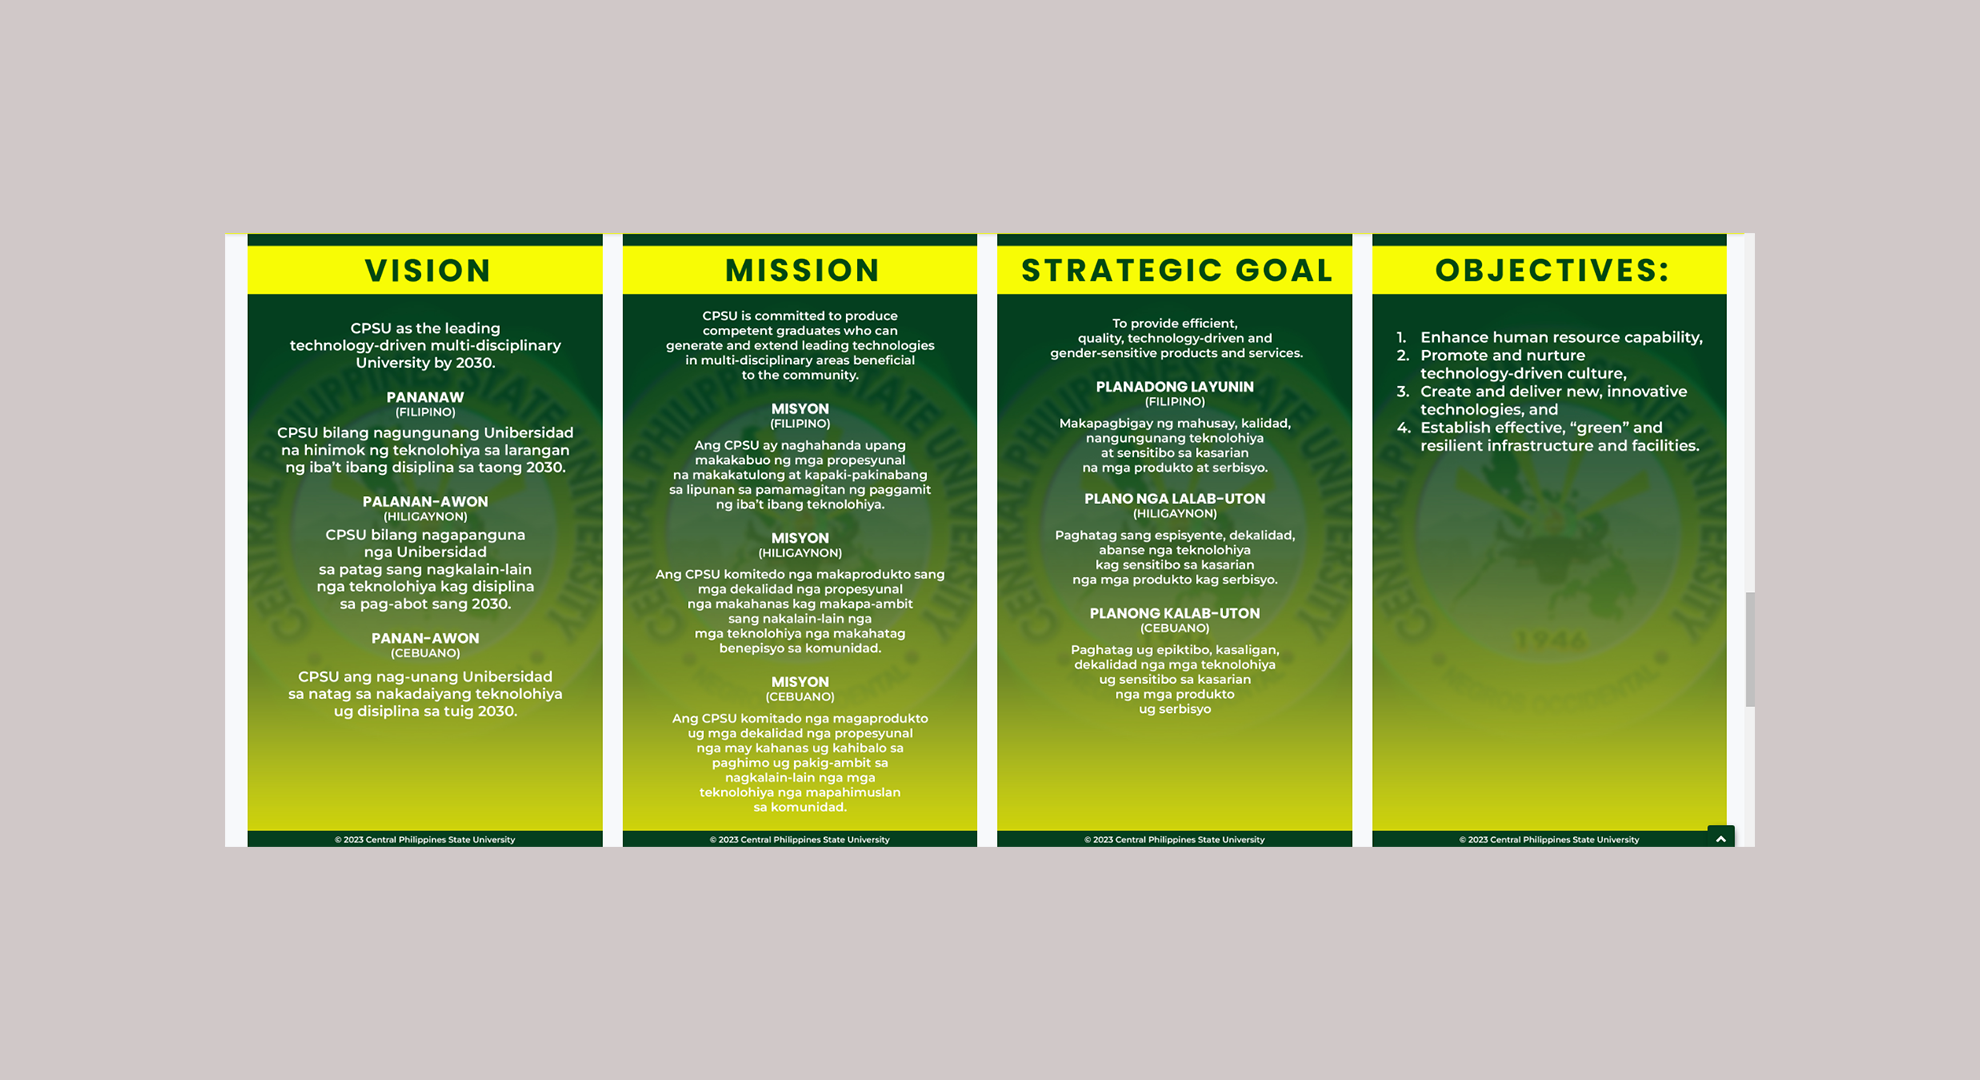 VISION
CPSU as the leading
technology-driven multi-disciplinary
University by 2030.
PANANAW
(FILIPINO)
CPSU bilang nagungunang Unibersidad
na hinimok ng teknolohiya sa larangan
ng iba't ibang disiplina sa taong 2030.
PALANAN-AWON
(HILIGAYNON)
CPSU bilang nagapanguna
nga Unibersidad
sa patag sang nagkalain-lain
nga teknolohiya kag disiplina
sa pag-abot sang 2030.
PANAN-AWON
(CEBUANO)
CPSU ang nag-unang Unibersidad
sa natag sa nakadaiyang teknolohiya
ug disiplina sa tuig 2030.
© 2023 Central Philippines State University
MISSION
CPSU is committed to produce
competent graduates who can
generate and extend leading technologies
in multi-disciplinary areas beneficial
to the community.
MISYON
(FILIPINO)
Ang CPSU ay naghahanda upang
makakabuo ng mga propesyunal
na makakatulong at kapaki-pakinabang
sa lipunan sa pamamagitan ng paggamit
ng iba't ibang teknolohiya.
MISYON
(HILIGAYNON)
Ang CPSU komitedo nga makaprodukto sang
mga dekalidad nga propesyunal
nga makahanas kag makapa-ambit
sang nakalain-lain nga
mga teknolohiya nga makahatag
benepisyo sa komunidad.
MISYON
(CEBUANO)
Ang CPSU komitado nga magaprodukto
ug mga dekalidad nga propesyunal
nga may kahanas ug kahibalo sa
paghimo ug pakig-ambit sa
nagkalain-lain nga mga
teknolohiya nga mapahimuslan
sa komunidad.
© 2023 Central Philippines State University
STRATEGIC GOAL
To provide efficient,
quality, technology-driven and
gender-sensitive products and services.
PLANADONG LAYUNIN
(FILIPINO)
Makapagbigay ng mahusay, kalidad,
nangungunang teknolohiya
at sensitibo sa kasarian
na mga produkto at serbisyo.
PLANO NGA LALAB-UTON
(HILIGAYNON)
Paghatag sang espisyente, dekalidad,
abanse nga teknolohiya
kag sensitibo sa kasarian
nga mga produkto kag serbisyo.
PLANONG KALAB-UTON
(CEBUANO)
Paghatag ug epiktibo, kasaligan,
dekalidad nga mga teknolohiya
ug sensitibo sa kasarian
nga mga produkto
ug serbisyo
© 2023 Central Philippines State University
OBJECTIVES:
1. Enhance human resource capability,
2. Promote and nurture
technology-driven culture,
3. Create and deliver new, innovative
technologies, and
4. Establish effective, “green” and
resilient infrastructure and facilities.
CENTRAL PHILIPPINES STATE UNIVERSITY
1946
NEGROS OCCIDENTAL
© 2023 Central Philippines State University